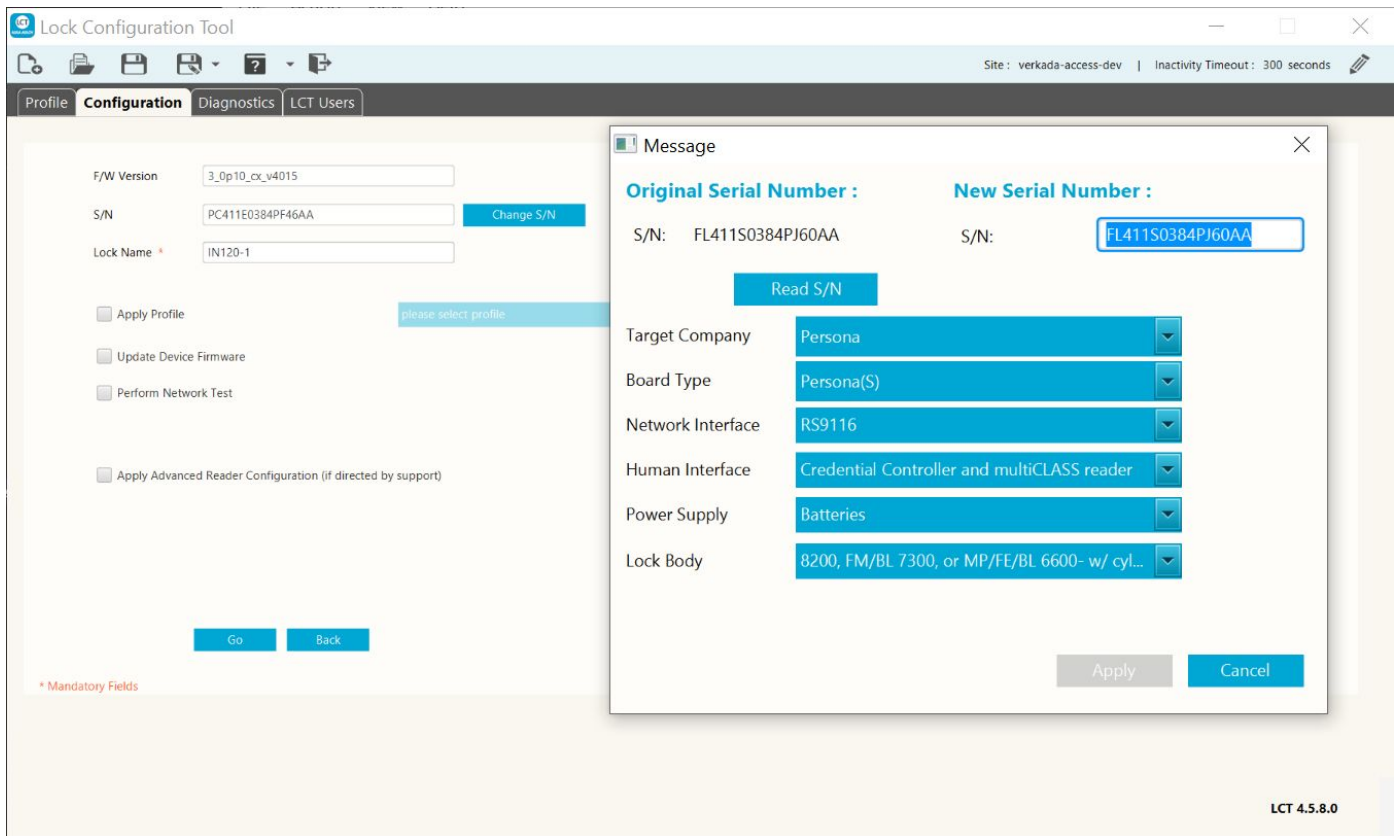 LCT
Lock Configuration Tool
Site : verkada-access-dev | Inactivity Timeout : 300 seconds
Profile Configuration Diagnostics LCT Users
F/W Version 3_0p10_cx_v4015
S/N PC411E0384PF46AA Change S/N
Lock Name * IN120-1
Apply Profile please select profile
Update Device Firmware
Perform Network Test
Apply Advanced Reader Configuration (if directed by support)
Go Back
* Mandatory Fields
Message
Original Serial Number : New Serial Number :
S/N: FL411S0384PJ60AA S/N: FL411S0384PJ60AA
Read S/N
Target Company Persona
Board Type Persona(S)
Network Interface RS9116
Human Interface Credential Controller and multiCLASS reader
Power Supply Batteries
Lock Body 8200, FM/BL 7300, or MP/FE/BL 6600- w/ cyl...
Apply Cancel
LCT 4.5.8.0